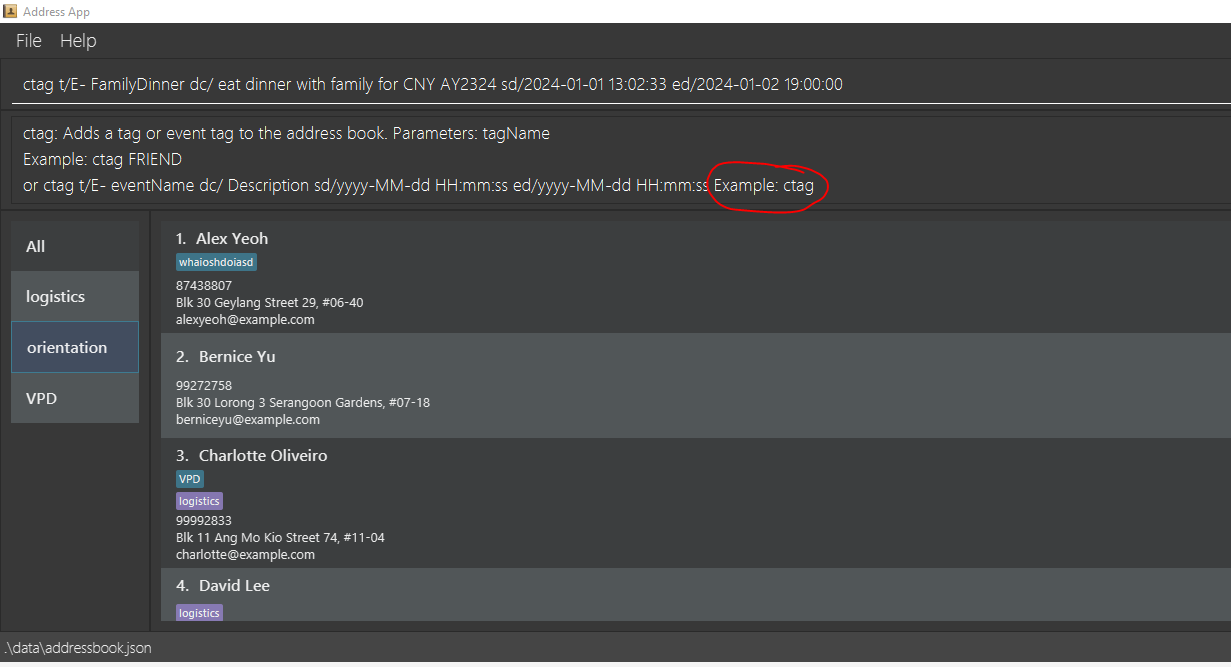 Address App
File Help
ctag t/E- FamilyDinner dc/ eat dinner with family for CNY AY2324 sd/2024-01-01 13:02:33 ed/2024-01-02 19:00:00
ctag: Adds a tag or event tag to the address book. Parameters: tagName
Example: ctag FRIEND
or ctag t/E- eventName dc/ Description sd/yyyy-MM-dd HH:mm:ss ed/yyyy-MM-dd HH:mm:ss Example: ctag
All
logistics
orientation
VPD
1. Alex Yeoh
whaioshdoiasd
87438807
Blk 30 Geylang Street 29, #06-40
alexyeoh@example.com
2. Bernice Yu
99272758
Blk 30 Lorong 3 Serangoon Gardens, #07-18
berniceyu@example.com
3. Charlotte Oliveiro
VPD
logistics
99992833
Blk 11 Ang Mo Kio Street 74, #11-04
charlotte@example.com
4. David Lee
logistics
.\data\addressbook.json